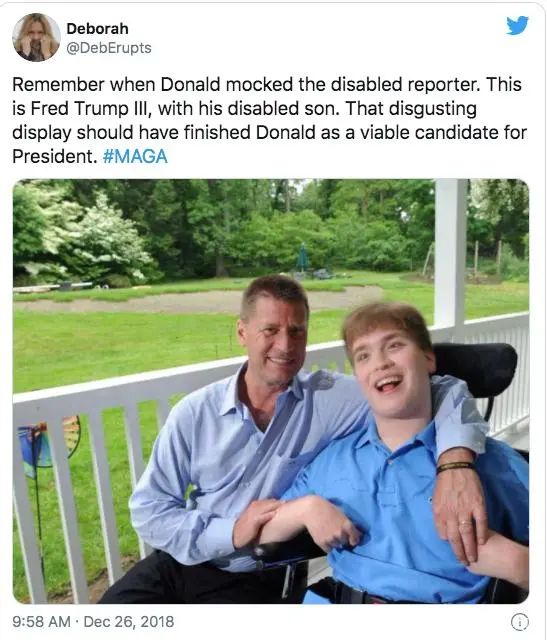 Deborah
@DebErupts
Remember when Donald mocked the disabled reporter. This
is Fred Trump III, with his disabled son. That disgusting
display should have finished Donald as a viable candidate for
President. #MAGA
9:58 AM · Dec 26, 2018